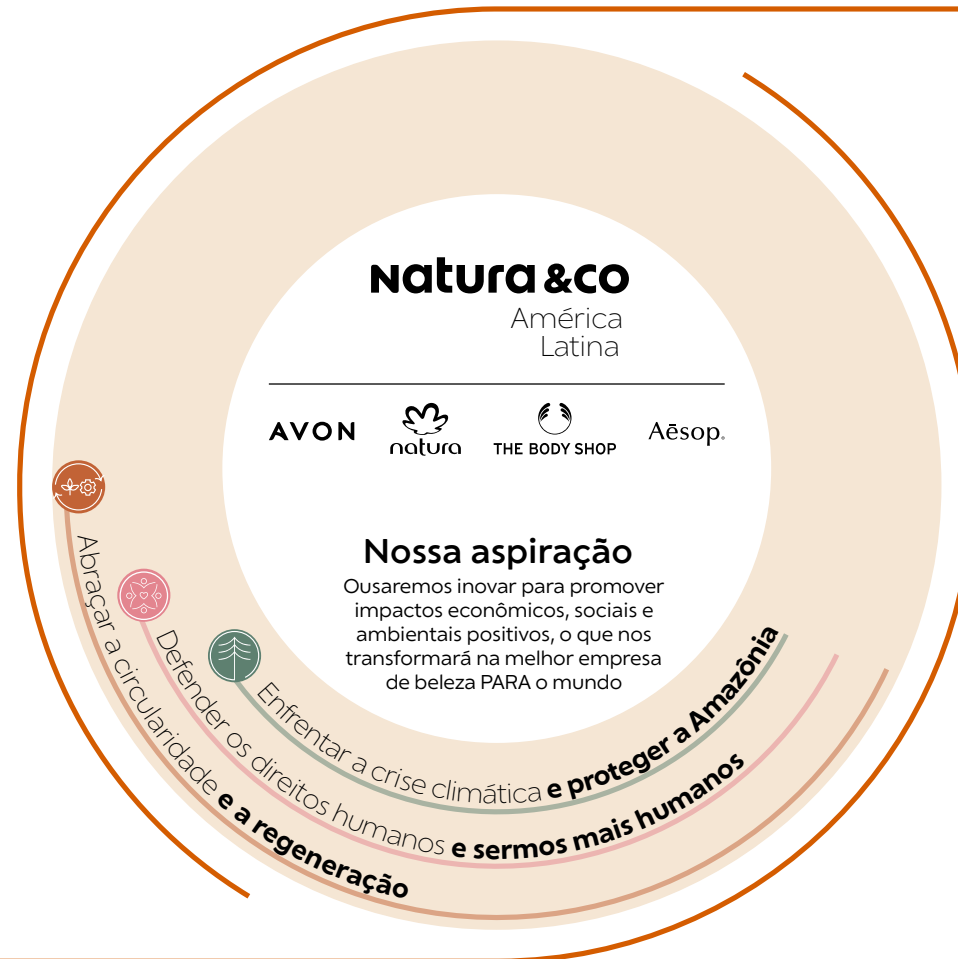 natura &co
América
Latina
AVON
natura
THE BODY SHOP
Aēsop.
Nossa aspiração
Ousaremos inovar para promover
impactos econômicos, sociais e
ambientais positivos, o que nos
transformará na melhor empresa
de beleza PARA o mundo
Enfrentar a crise climática e proteger a Amazônia
Defender os direitos humanos e sermos mais humanos
Abraçar a circularidade e a regeneração